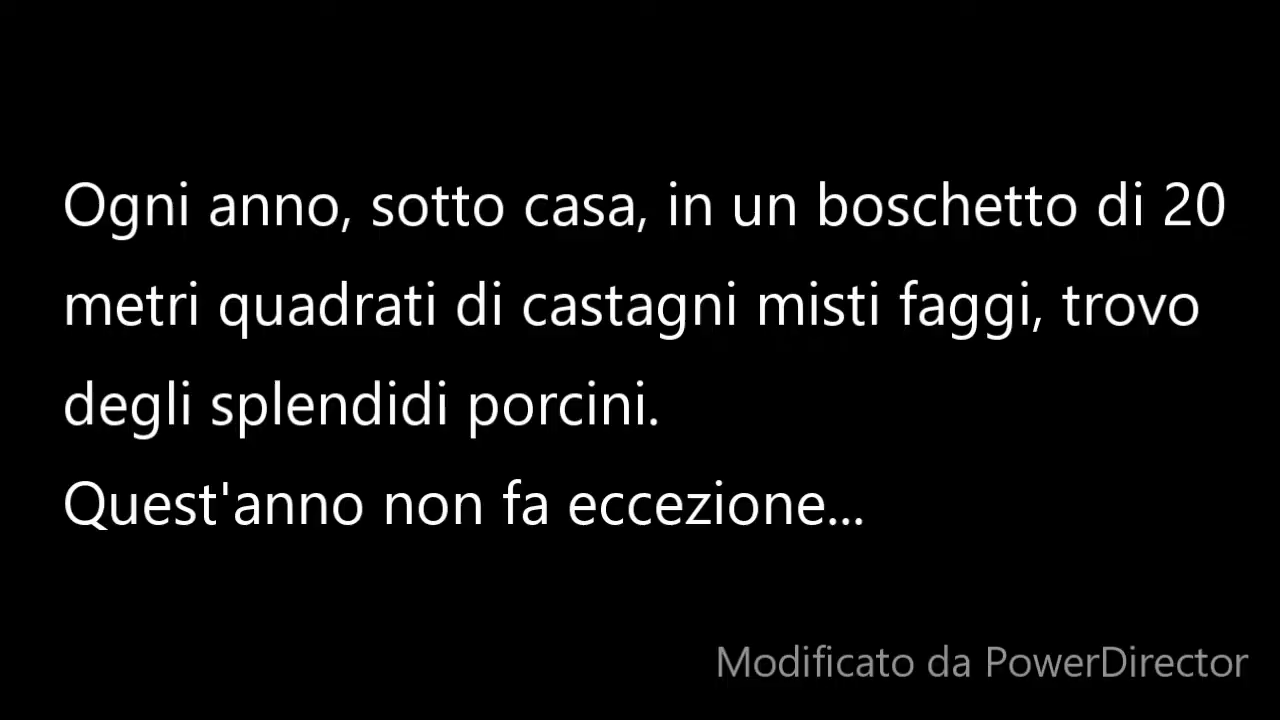 Ogni anno, sotto casa, in un boschetto di 20
metri quadrati di castagni misti faggi, trovo
degli splendidi porcini.
Quest'anno non fa eccezione...
Modificato da PowerDirector